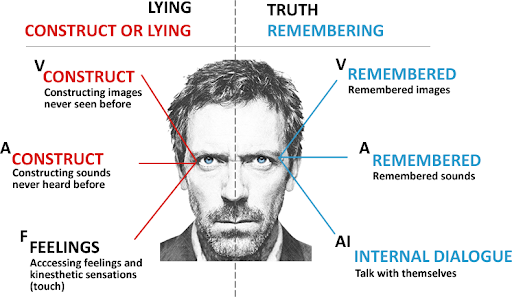 LYING
CONSTRUCT OR LYING
TRUTH
REMEMBERING
V CONSTRUCT
Constructing images
never seen before
A CONSTRUCT
Constructing sounds
never heard before
F FEELINGS
Acccessing feelings and
kinesthetic sensations
(touch)
V REMEMBERED
Remembered images
A REMEMBERED
Remembered sounds
AI INTERNAL DIALOGUE
Talk with themselves